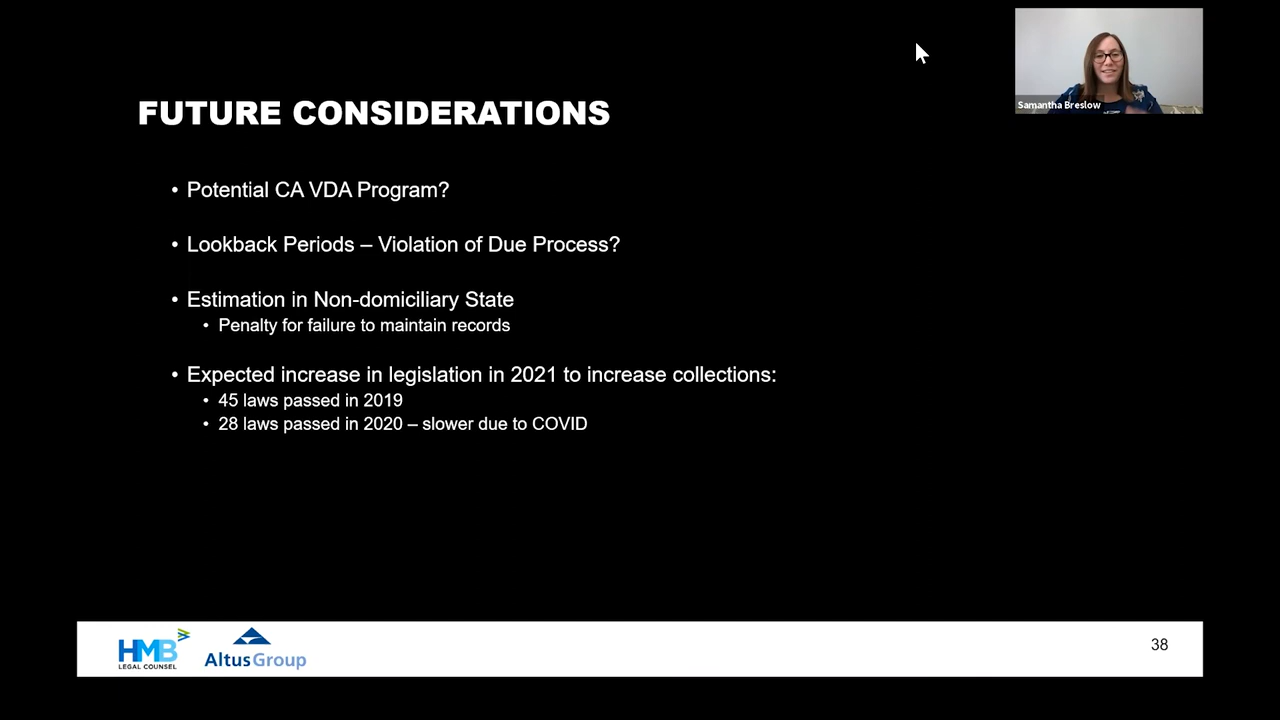 Samantha Breslow
FUTURE CONSIDERATIONS
• Potential CA VDA Program?
• Lookback Periods – Violation of Due Process?
• Estimation in Non-domiciliary State
• Penalty for failure to maintain records
• Expected increase in legislation in 2021 to increase collections:
• 45 laws passed in 2019
• 28 laws passed in 2020 – slower due to COVID
HMB
LEGAL COUNSEL
AltusGroup
38